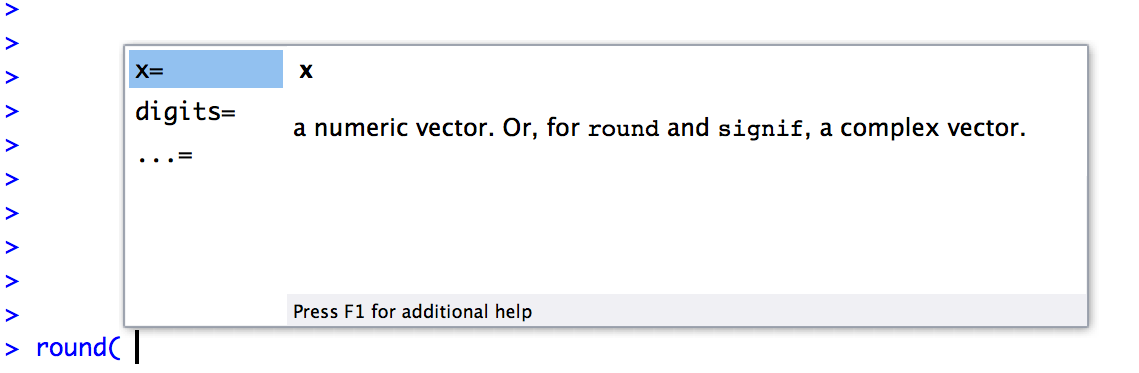 >
>
>
>
>
>
>
>
>
>
> round(
x=
digits=
...=
x
a numeric vector. Or, for round and signif, a complex vector.
Press F1 for additional help